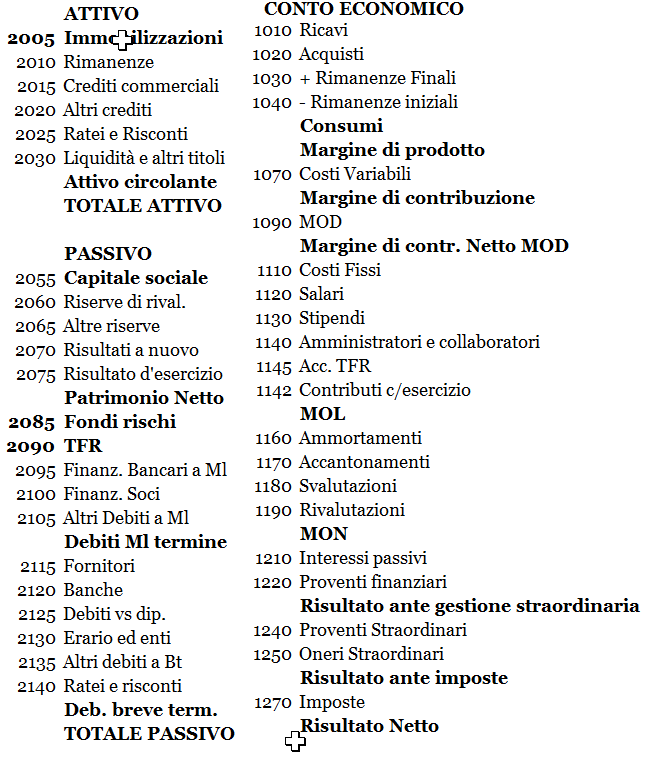 ATTIVO
2005 Immobilizzazioni
2010 Rimanenze
2015 Crediti commerciali
2020 Altri crediti
2025 Ratei e Risconti
2030 Liquidità e altri titoli
Attivo circolante
TOTALE ATTIVO
PASSIVO
2055 Capitale sociale
2060 Riserve di rival.
2065 Altre riserve
2070 Risultati a nuovo
2075 Risultato d'esercizio
Patrimonio Netto
2085 Fondi rischi
2090 TFR
2095 Finanz. Bancari a Ml
2100 Finanz. Soci
2105 Altri Debiti a Ml
Debiti Ml termine
2115 Fornitori
2120 Banche
2125 Debiti vs dip.
2130 Erario ed enti
2135 Altri debiti a Bt
2140 Ratei e risconti
Deb. breve term.
TOTALE PASSIVO
CONTO ECONOMICO
1010 Ricavi
1020 Acquisti
1030 + Rimanenze Finali
1040 - Rimanenze iniziali
Consumi
Margine di prodotto
1070 Costi Variabili
Margine di contribuzione
1090 MOD
Margine di contr. Netto MOD
1110 Costi Fissi
1120 Salari
1130 Stipendi
1140 Amministratori e collaboratori
1145 Acc. TFR
1142 Contributi c/esercizio
MOL
1160 Ammortamenti
1170 Accantonamenti
1180 Svalutazioni
1190 Rivalutazioni
MON
1210 Interessi passivi
1220 Proventi finanziari
Risultato ante gestione straordinaria
1240 Proventi Straordinari
1250 Oneri Straordinari
Risultato ante imposte
1270 Imposte
Risultato Netto